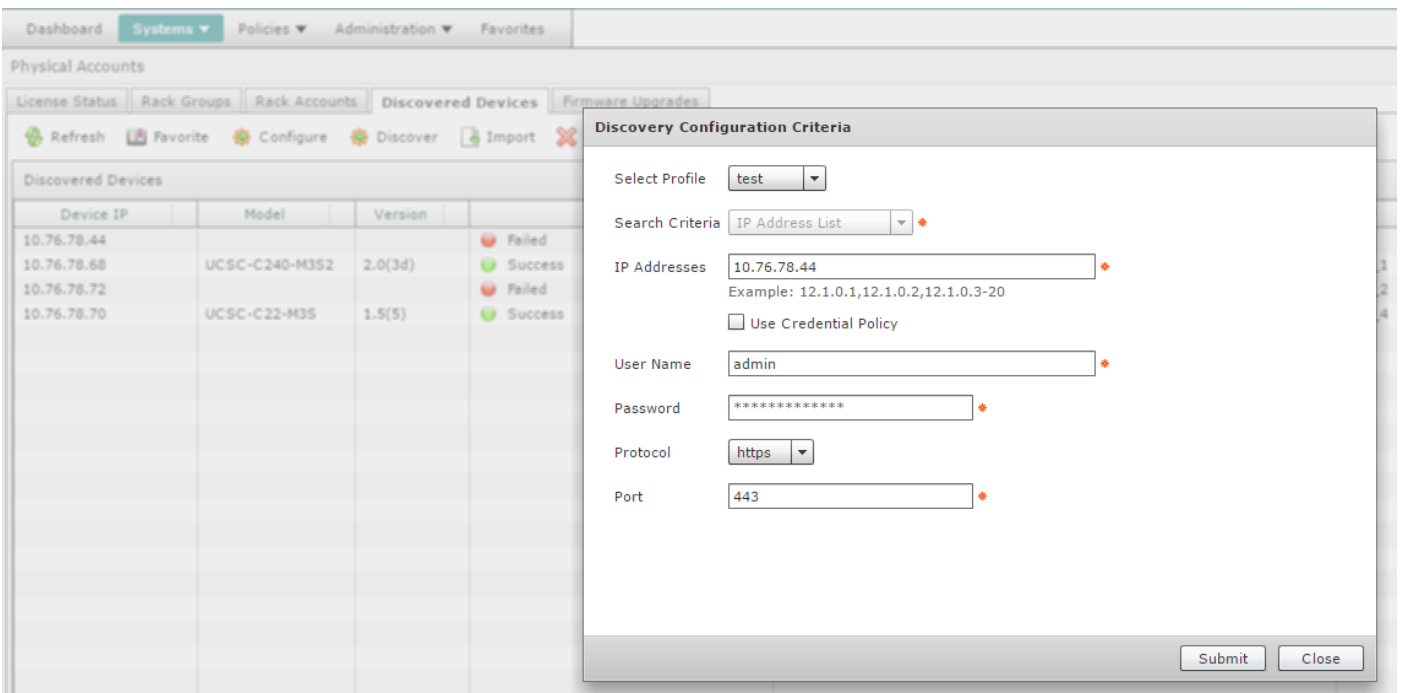 Dashboard Systems ▼ Policies ▼ Administration ▼ Favorites
Physical Accounts
License Status Rack Groups Rack Accounts Discovered Devices Firmware Upgrades
Refresh Favorite Configure Discover Import
Discovered Devices
Device IP Model Version
10.76.78.44 Failed
10.76.78.68 UCSC-C240-M3S2 2.0(3d) Success _1
10.76.78.72 Failed _2
10.76.78.70 UCSC-C22-M3S 1.5(5) Success _4
Discovery Configuration Criteria
Select Profile test
Search Criteria IP Address List *
IP Addresses 10.76.78.44 *
Example: 12.1.0.1,12.1.0.2,12.1.0.3-20
Use Credential Policy
User Name admin *
Password ************* *
Protocol https
Port 443 *
Submit Close